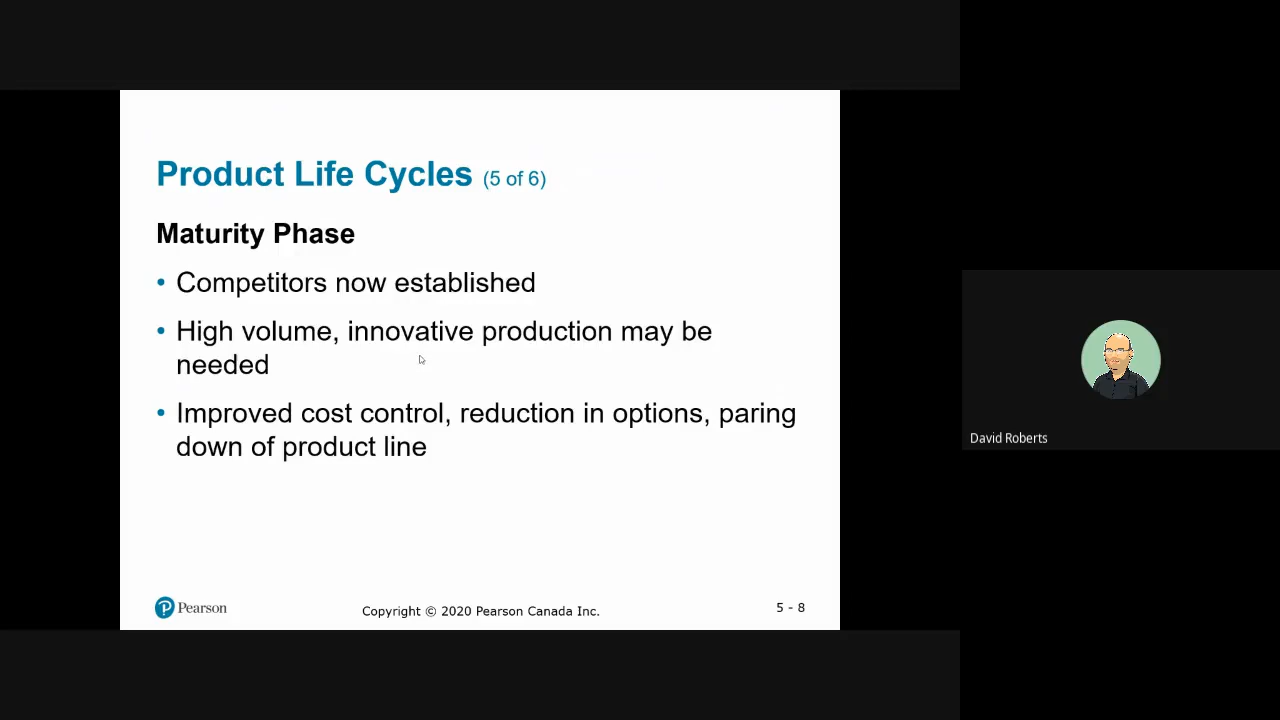 Product Life Cycles (5 of 6)
Maturity Phase
• Competitors now established
• High volume, innovative production may be
needed
• Improved cost control, reduction in options, paring
down of product line
David Roberts
Pearson
Copyright © 2020 Pearson Canada Inc.
5 - 8